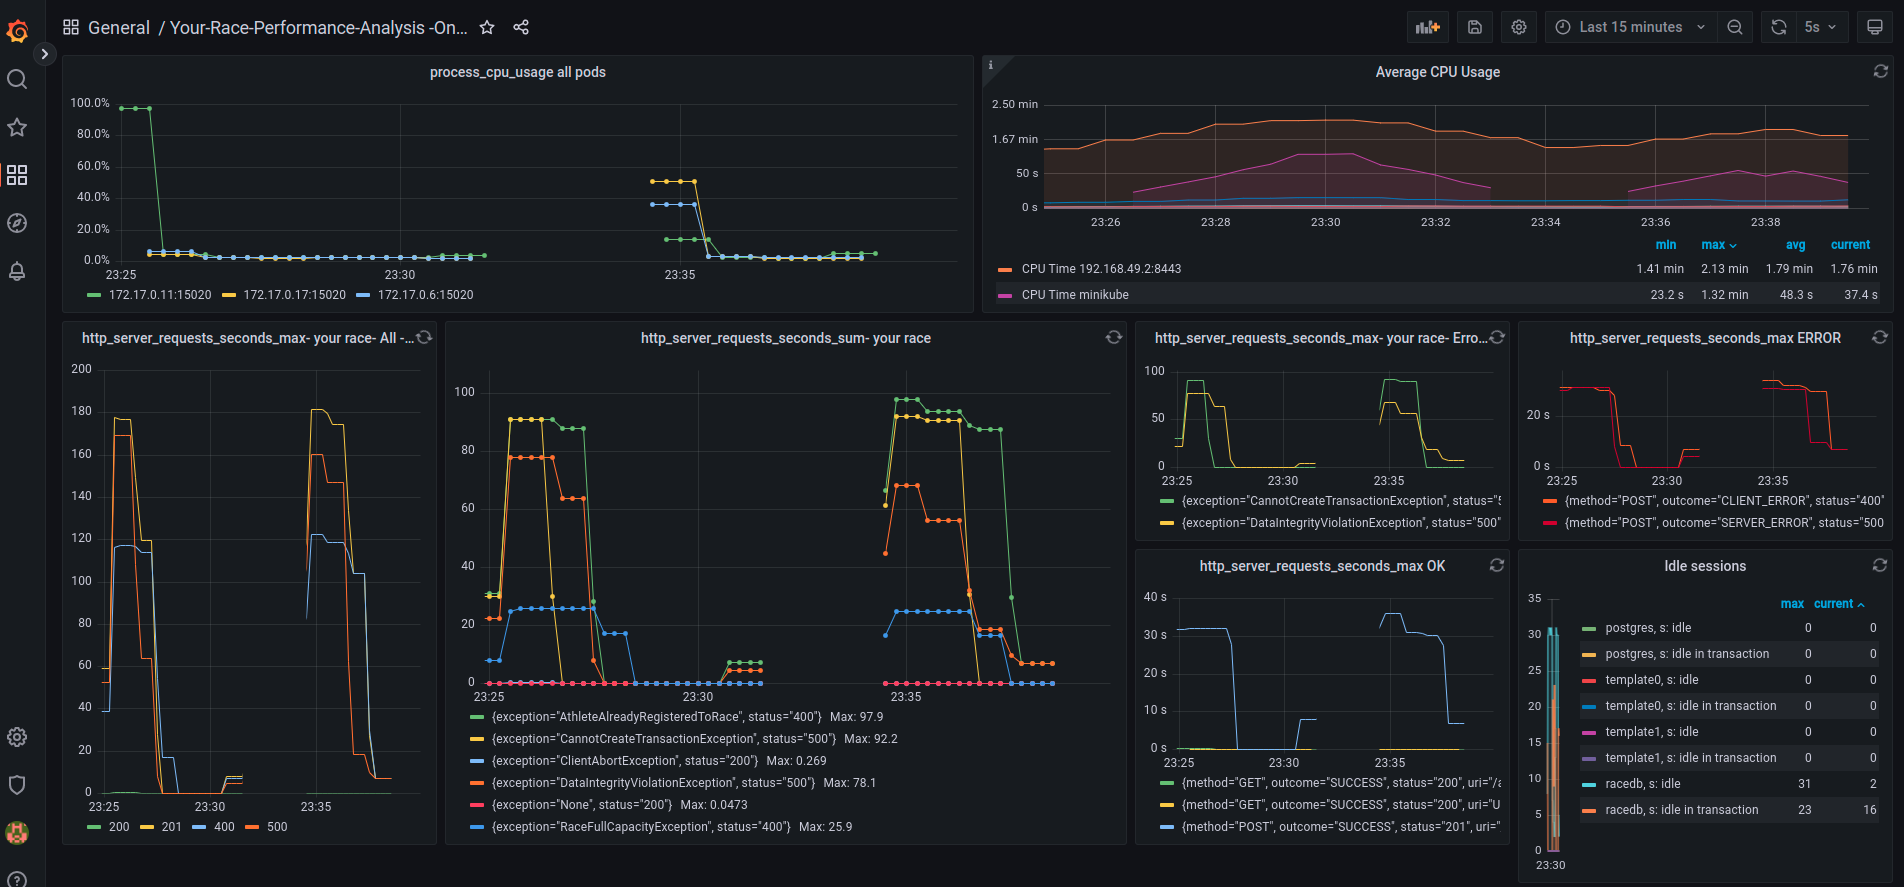 General / Your-Race-Performance-Analysis -On...
Last 15 minutes
5s
process_cpu_usage all pods
100.0%
80.0%
60.0%
40.0%
20.0%
0.0%
23:25 23:30 23:35
172.17.0.11:15020 172.17.0.17:15020 172.17.0.6:15020
i
Average CPU Usage
2.50 min
1.67 min
50 s
0 s
23:26 23:28 23:30 23:32 23:34 23:36 23:38
min max avg current
CPU Time 192.168.49.2:8443 1.41 min 2.13 min 1.79 min 1.76 min
CPU Time minikube 23.2 s 1.32 min 48.3 s 37.4 s
http_server_requests_seconds_max- your race- All -...
200
180
160
140
120
100
80
60
40
20
0
23:25 23:30 23:35
200 201 400 500
http_server_requests_seconds_sum- your race
100
80
60
40
20
0
23:25 23:30 23:35
{exception="AthleteAlreadyRegisteredToRace", status="400"} Max: 97.9
{exception="CannotCreateTransactionException", status="500"} Max: 92.2
{exception="ClientAbortException", status="200"} Max: 0.269
{exception="DataIntegrityViolationException", status="500"} Max: 78.1
{exception="None", status="200"} Max: 0.0473
{exception="RaceFullCapacityException", status="400"} Max: 25.9
http_server_requests_seconds_max- your race- Erro...
100
50
0
23:25 23:30 23:35
{exception="CannotCreateTransactionException", status="5
{exception="DataIntegrityViolationException", status="500"
http_server_requests_seconds_max ERROR
20 s
0 s
23:25 23:30 23:35
{method="POST", outcome="CLIENT_ERROR", status="400"
{method="POST", outcome="SERVER_ERROR", status="500
http_server_requests_seconds_max OK
40 s
30 s
20 s
10 s
0 s
23:25 23:30 23:35
{method="GET", outcome="SUCCESS", status="200", uri="/a
{method="GET", outcome="SUCCESS", status="200", uri="U
{method="POST", outcome="SUCCESS", status="201", uri="
Idle sessions
35
30
25
20
15
10
5
0
23:30
max current
postgres, s: idle 0 0
postgres, s: idle in transaction 0 0
template0, s: idle 0 0
template0, s: idle in transaction 0 0
template1, s: idle 0 0
template1, s: idle in transaction 0 0
racedb, s: idle 31 2
racedb, s: idle in transaction 23 16